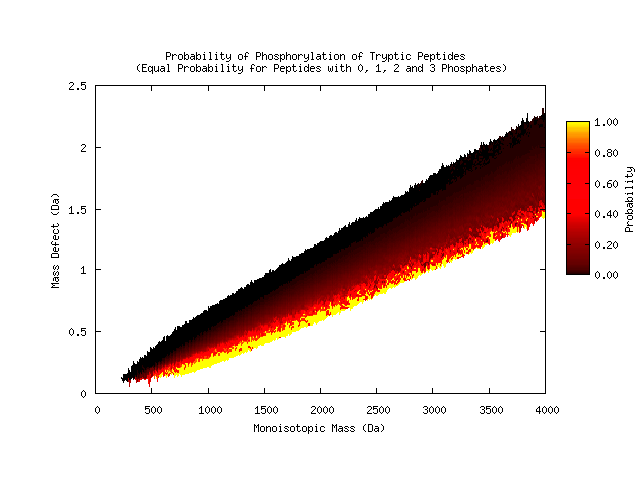 Probability of Phosphorylation of Tryptic Peptides
(Equal Probability for Peptides with 0, 1, 2 and 3 Phosphates)
2.5
2
1.5
1
0.5
0
Mass Defect (Da)
0 500 1000 1500 2000 2500 3000 3500 4000
Monoisotopic Mass (Da)
1.00
0.80
0.60
0.40
0.20
0.00
Probability